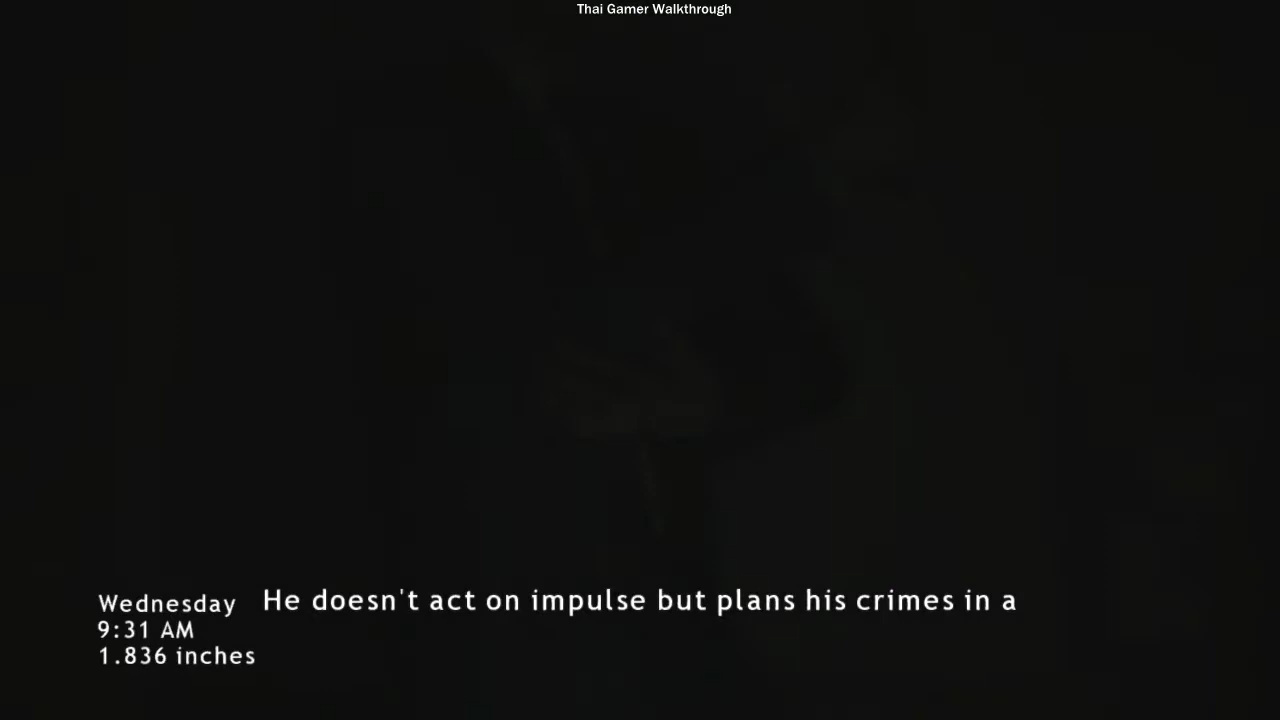 Thai Gamer Walkthrough
He doesn't act on impulse but plans his crimes in a
Wednesday
9:31 AM
1.836 inches